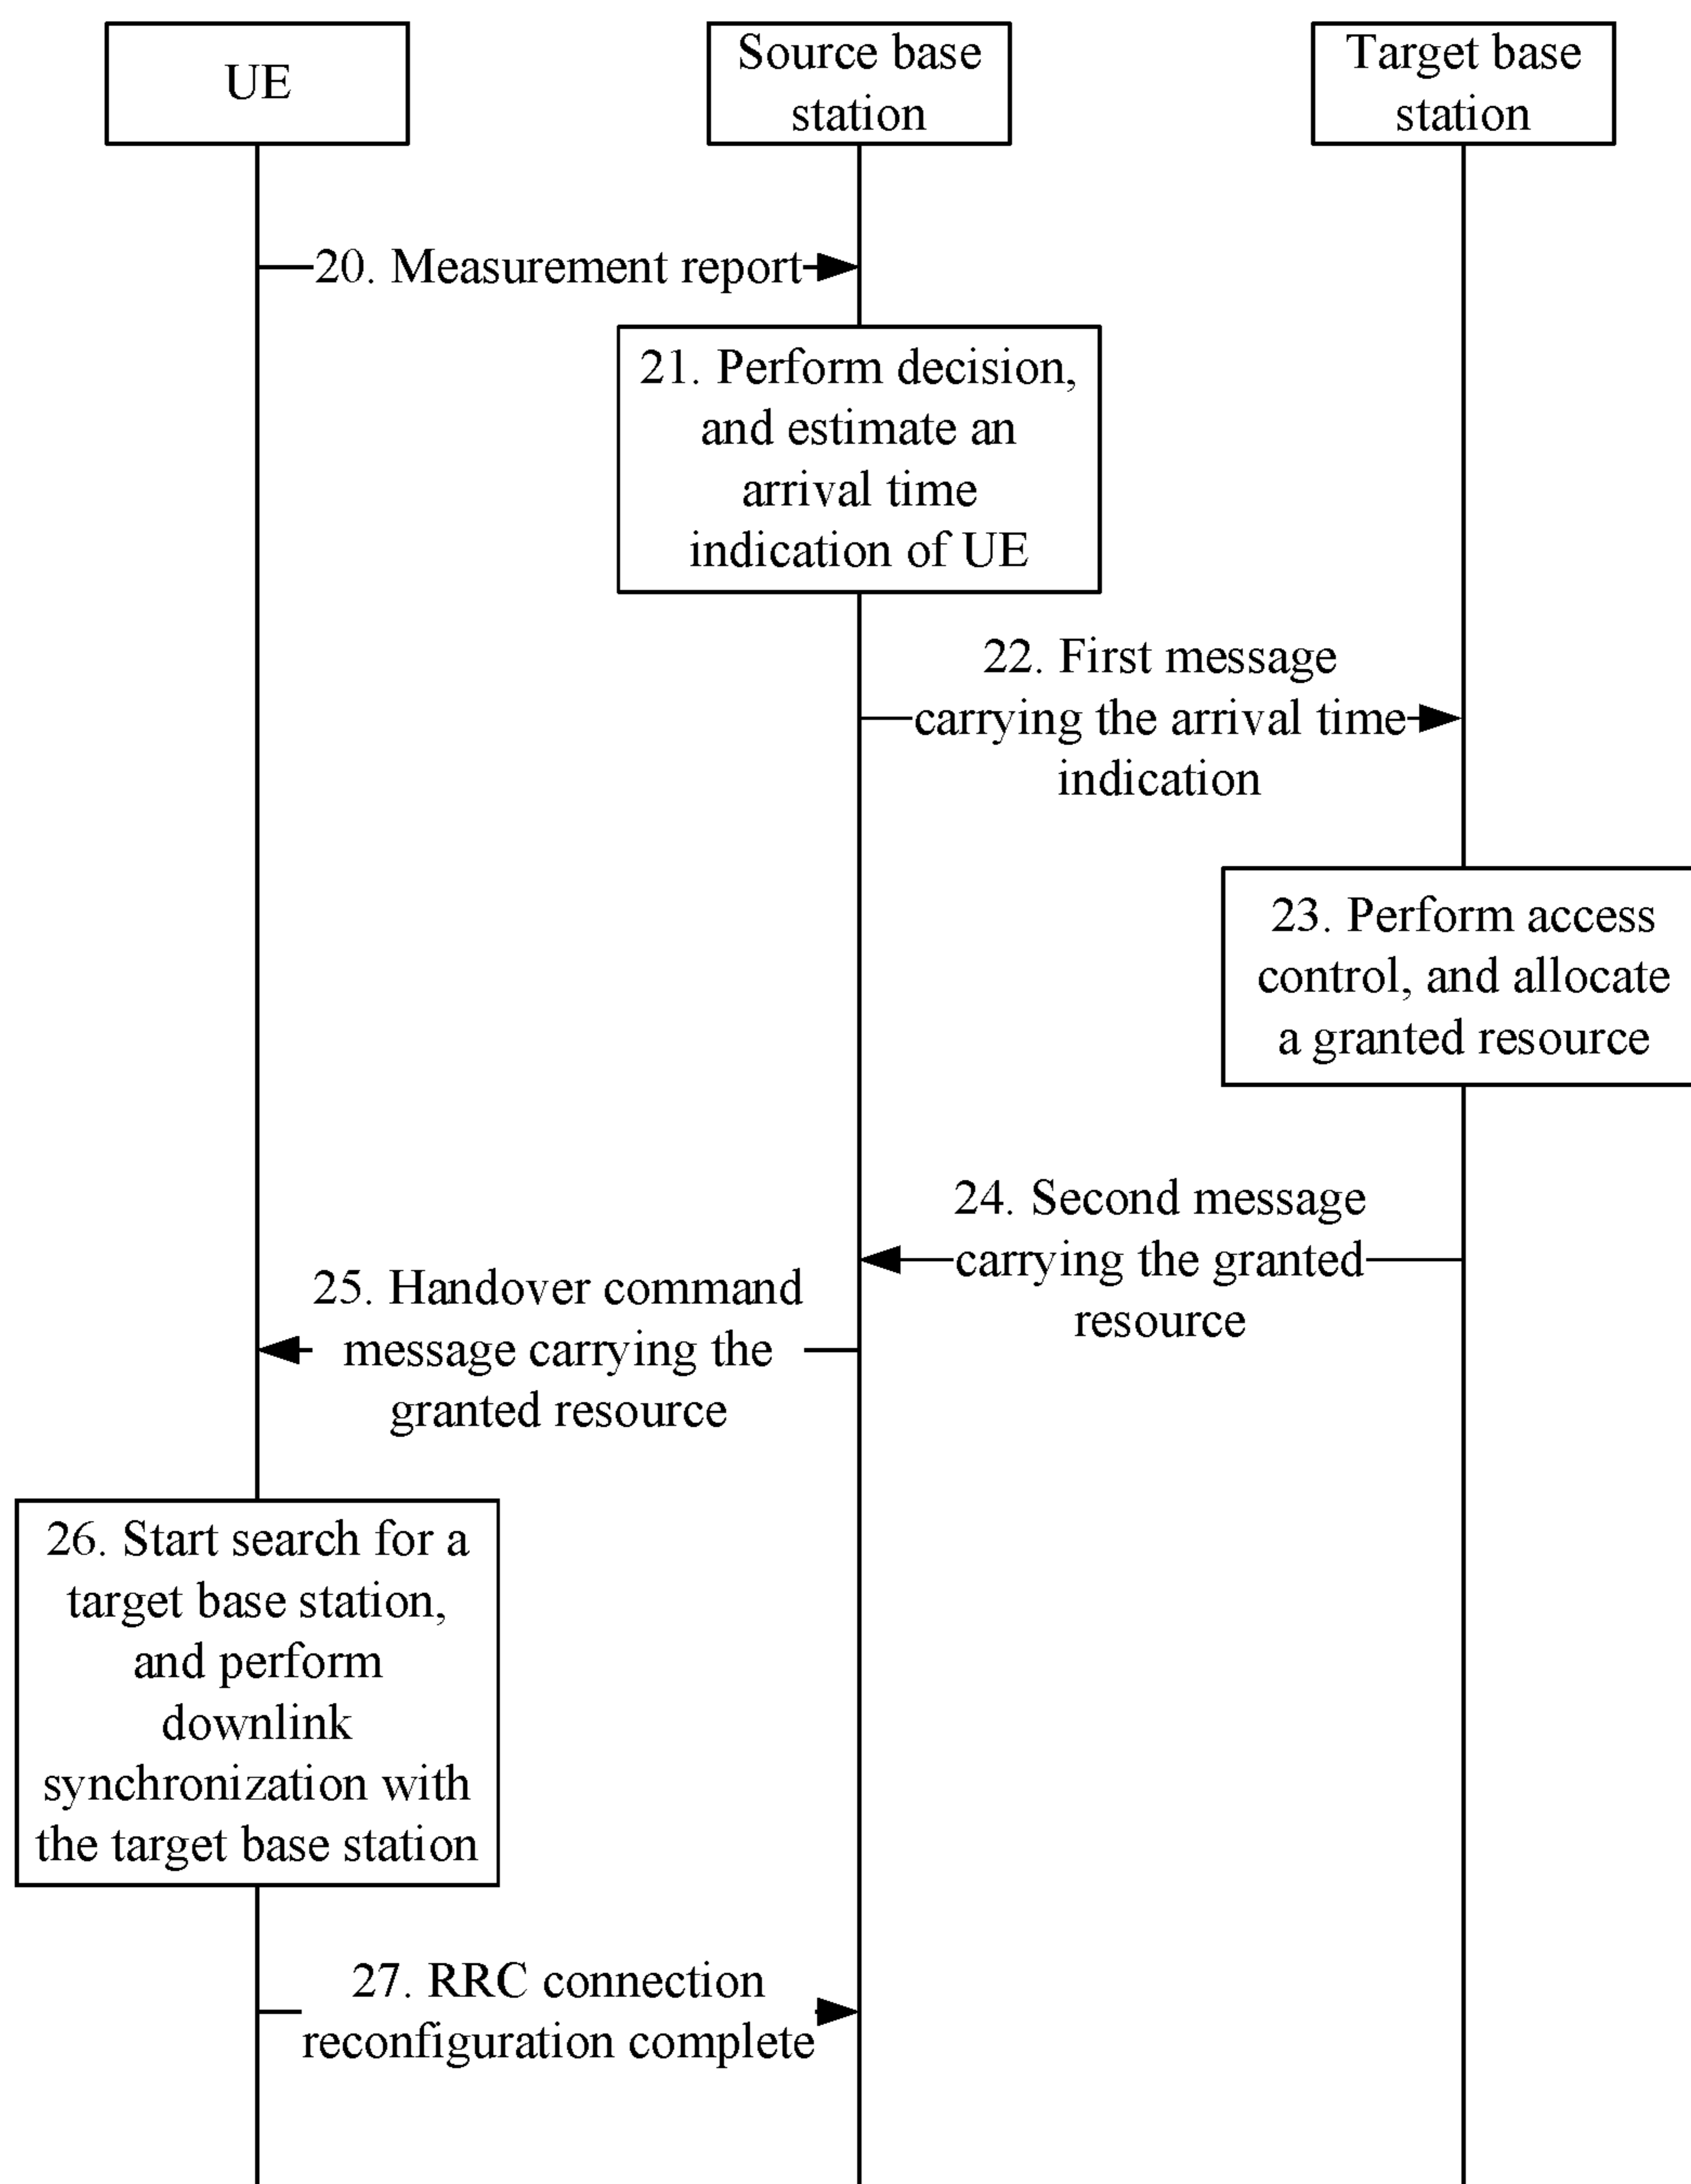 UE
Source base
station
Target base
station
20. Measurement report
21. Perform decision,
and estimate an
arrival time
indication of UE
22. First message
carrying the arrival time
indication
23. Perform access
control, and allocate
a granted resource
24. Second message
carrying the granted
resource
25. Handover command
message carrying the
granted resource
26. Start search for a
target base station,
and perform
downlink
synchronization with
the target base station
27. RRC connection
reconfiguration complete